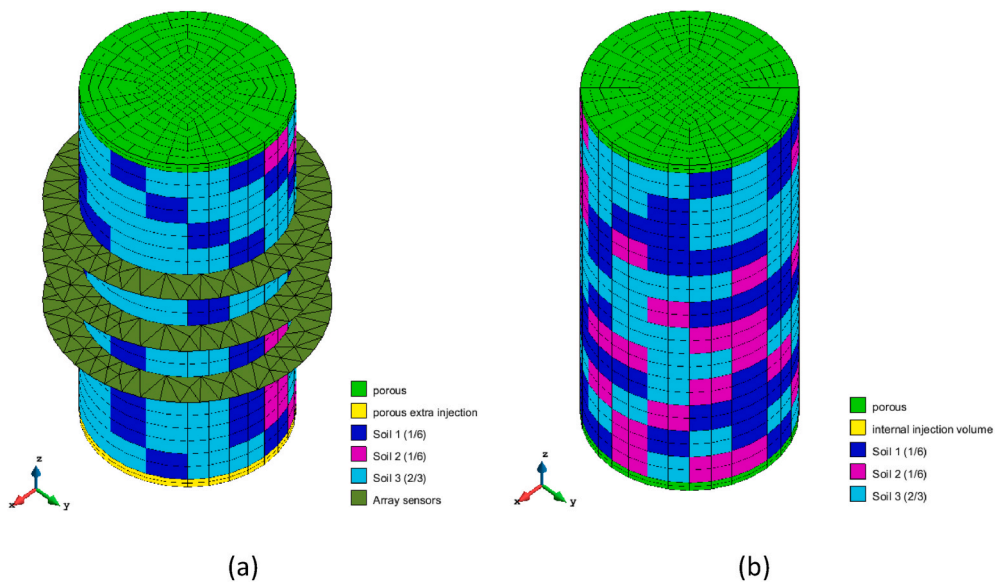 porous
porous extra injection
Soil 1 (1/6)
Soil 2 (1/6)
Soil 3 (2/3)
Array sensors
z
x
y
(a)
porous
internal injection volume
Soil 1 (1/6)
Soil 2 (1/6)
Soil 3 (2/3)
z
x
y
(b)